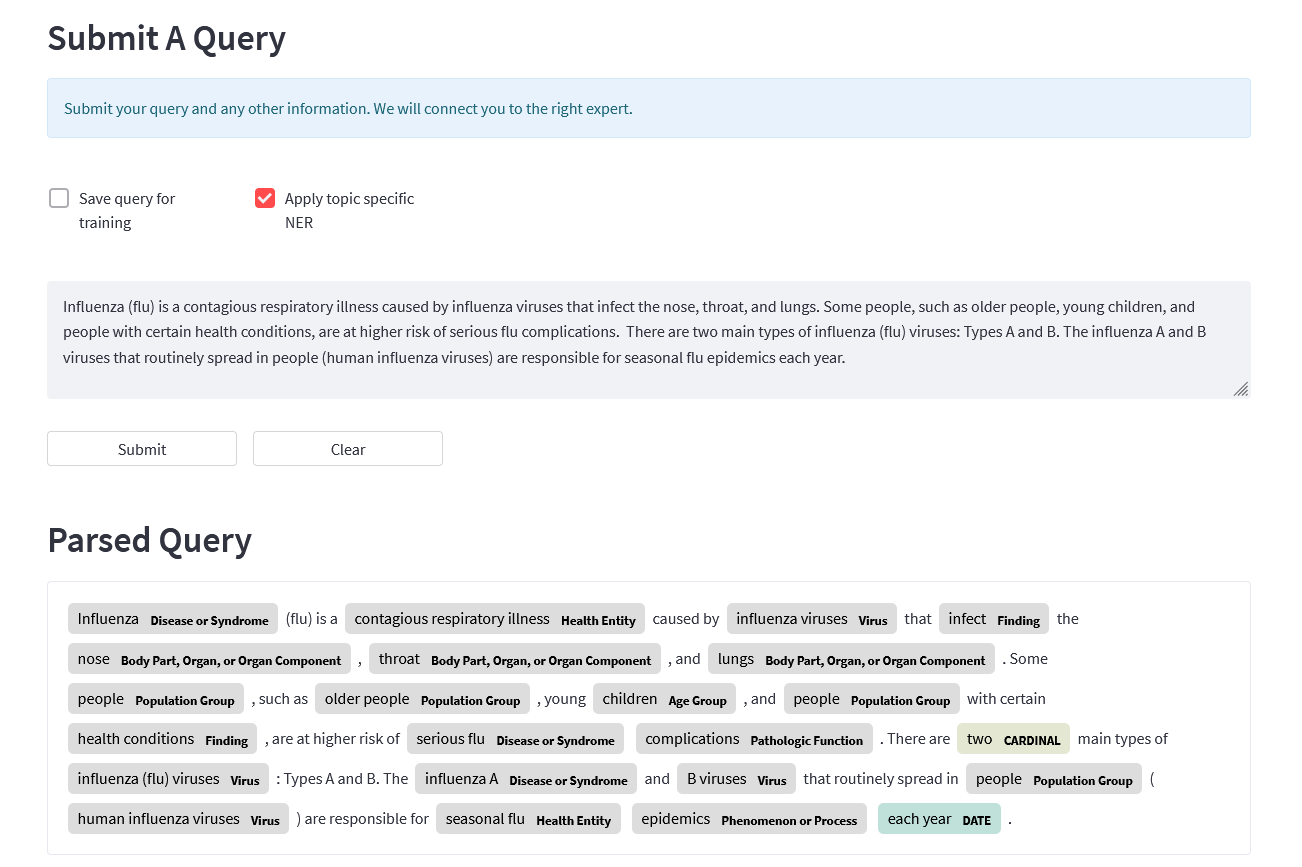 Submit A Query
Submit your query and any other information. We will connect you to the right expert.
Save query for
training
Apply topic specific
NER
Influenza (flu) is a contagious respiratory illness caused by influenza viruses that infect the nose, throat, and lungs. Some people, such as older people, young children, and
people with certain health conditions, are at higher risk of serious flu complications.  There are two main types of influenza (flu) viruses: Types A and B. The influenza A and B
viruses that routinely spread in people (human influenza viruses) are responsible for seasonal flu epidemics each year.
Submit Clear
Parsed Query
Influenza Disease or Syndrome (flu) is a contagious respiratory illness Health Entity caused by influenza viruses Virus that infect Finding the
nose Body Part, Organ, or Organ Component , throat Body Part, Organ, or Organ Component , and lungs Body Part, Organ, or Organ Component . Some
people Population Group , such as older people Population Group , young children Age Group , and people Population Group with certain
health conditions Finding , are at higher risk of serious flu Disease or Syndrome complications Pathologic Function . There are two CARDINAL main types of
influenza (flu) viruses Virus : Types A and B. The influenza A Disease or Syndrome and B viruses Virus that routinely spread in people Population Group (
human influenza viruses Virus ) are responsible for seasonal flu Health Entity epidemics Phenomenon or Process each year DATE .